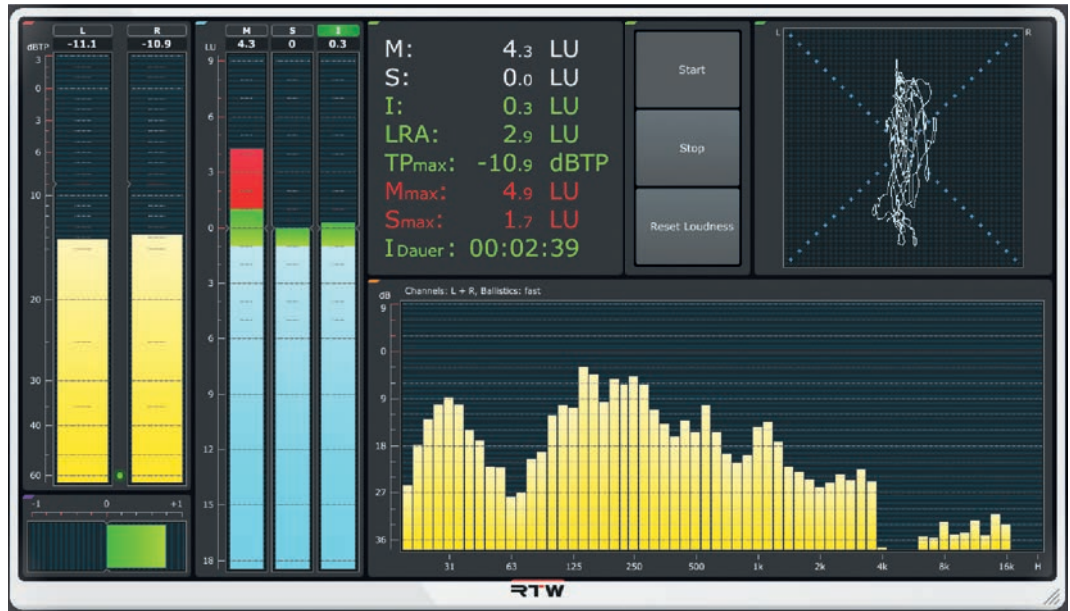 L R
-11.1 -10.9
dBTP
3
0
3
6
10
20
30
40
60
-1 0 +1
M S I
4.3 0 0.3
LU
9
6
3
0
3
6
9
12
15
18
M: 4.3 LU
S: 0.0 LU
I: 0.3 LU
LRA: 2.9 LU
TPmax: -10.9 dBTP
Mmax: 4.9 LU
Smax: 1.7 LU
I Dauer: 00:02:39
Start
Stop
Reset Loudness
L R
dB Channels: L + R, Ballistics: fast
9
0
9
18
27
36
31 63 125 250 500 1k 2k 4k 8k 16k H
RTW